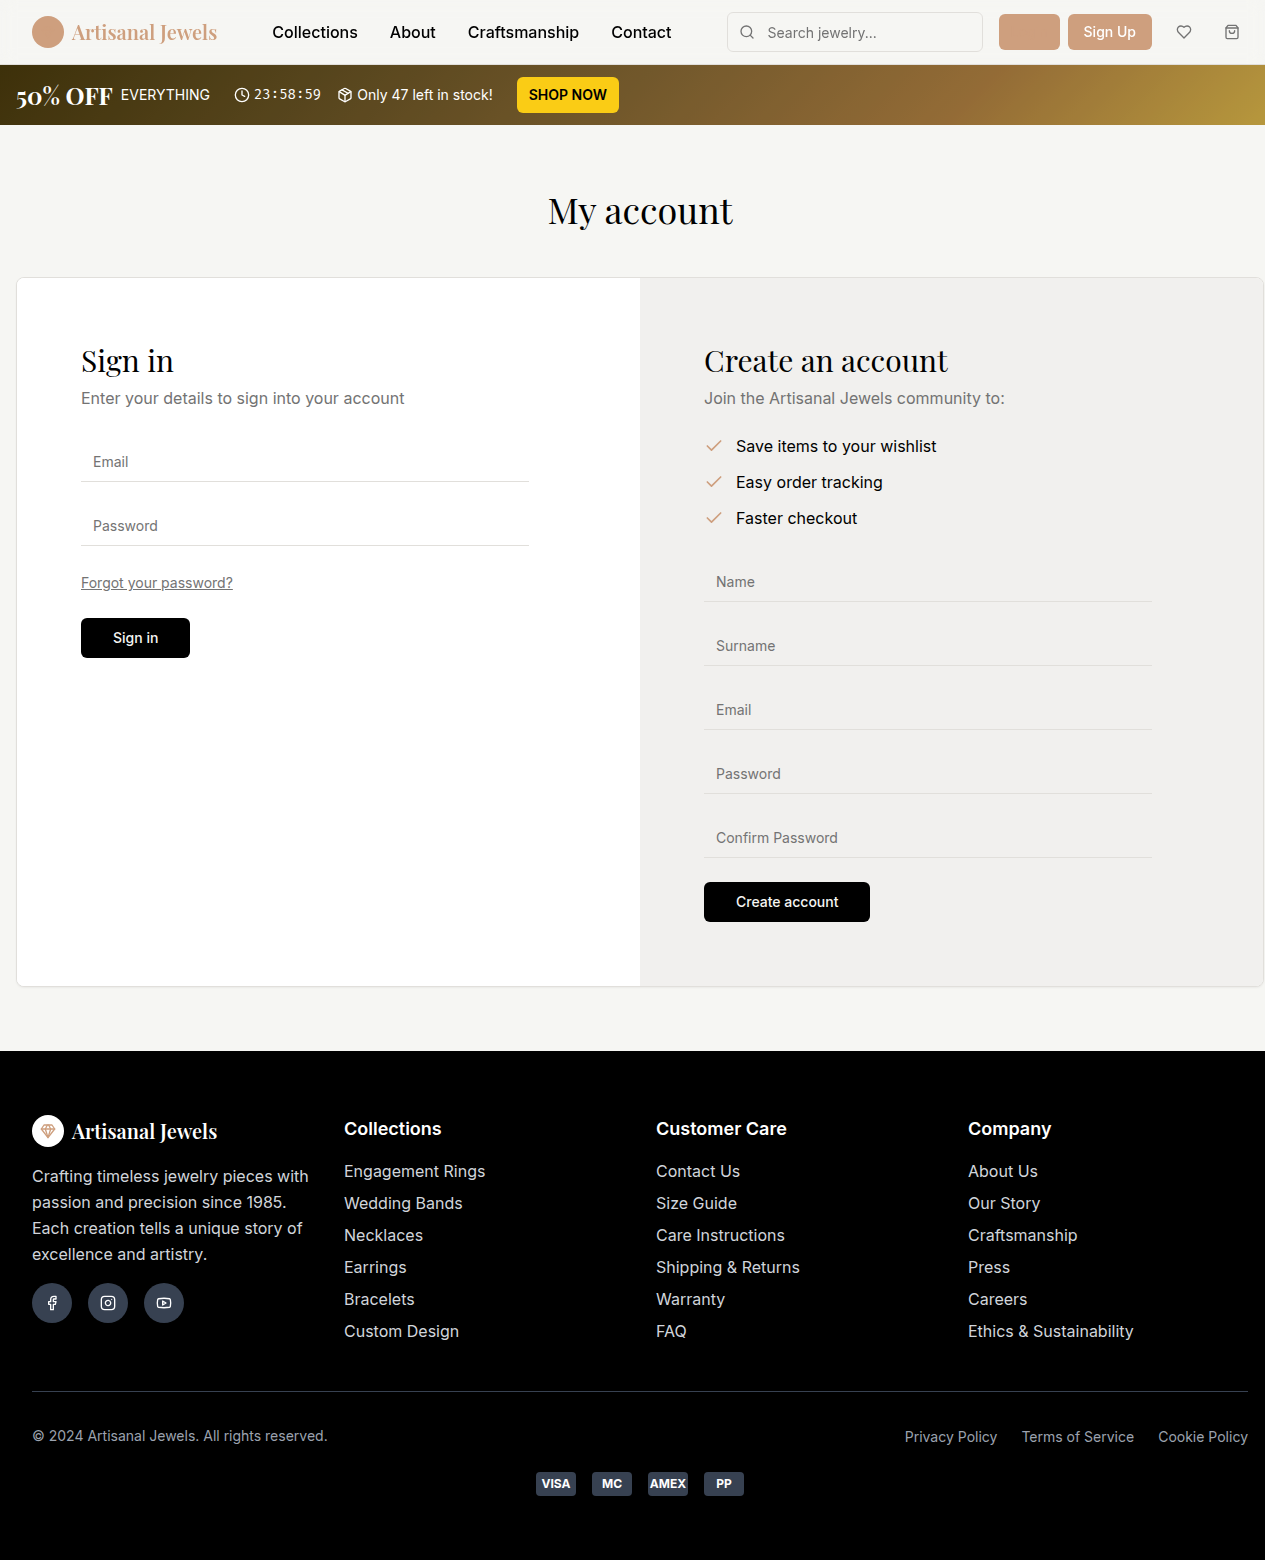 Artisanal Jewels
Collections
About
Craftsmanship
Contact
Search jewelry...
Sign Up
50% OFF EVERYTHING
23:58:59
Only 47 left in stock!
SHOP NOW
My account
Sign in
Enter your details to sign into your account
Email
Password
Forgot your password?
Sign in
Create an account
Join the Artisanal Jewels community to:
Save items to your wishlist
Easy order tracking
Faster checkout
Name
Surname
Email
Password
Confirm Password
Create account
Artisanal Jewels
Crafting timeless jewelry pieces with
passion and precision since 1985.
Each creation tells a unique story of
excellence and artistry.
Collections
Engagement Rings
Wedding Bands
Necklaces
Earrings
Bracelets
Custom Design
Customer Care
Contact Us
Size Guide
Care Instructions
Shipping & Returns
Warranty
FAQ
Company
About Us
Our Story
Craftsmanship
Press
Careers
Ethics & Sustainability
© 2024 Artisanal Jewels. All rights reserved.
Privacy Policy
Terms of Service
Cookie Policy
VISA
MC
AMEX
PP